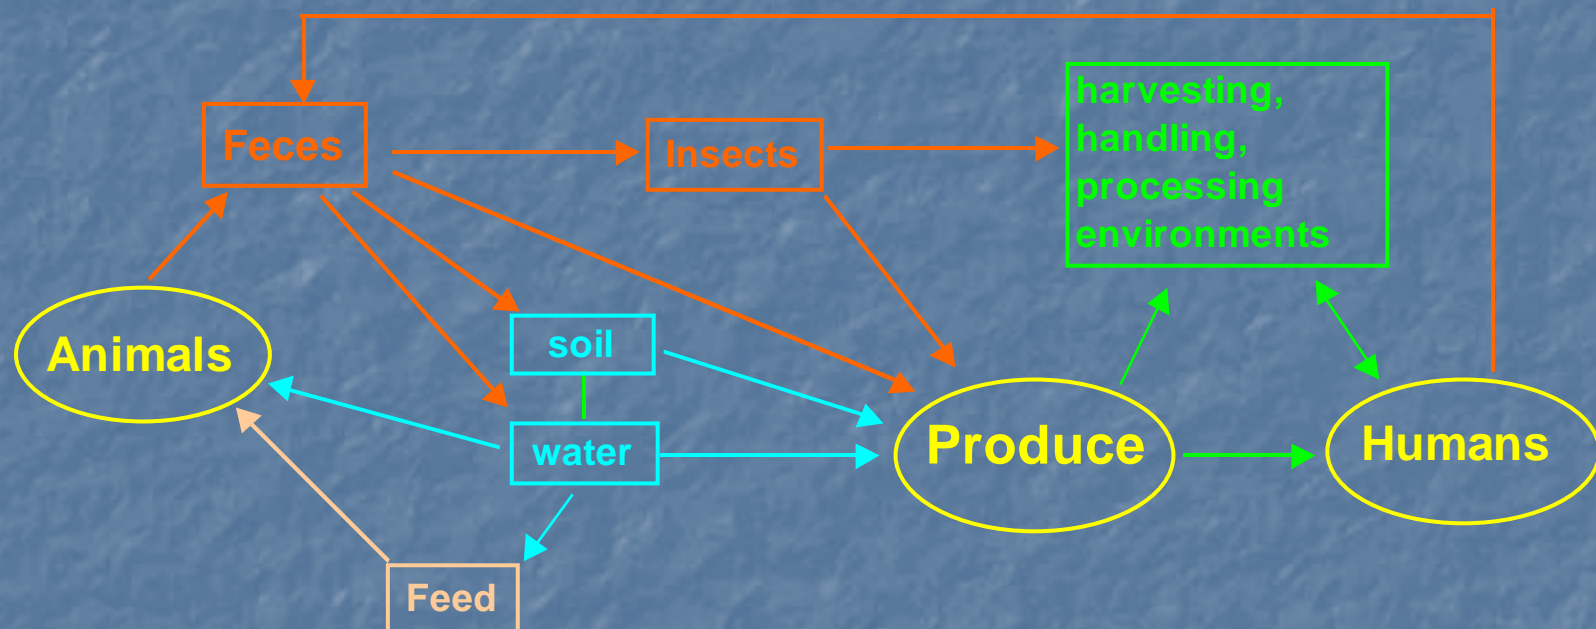 Feces
Insects
harvesting,
handling,
processing
environments
Animals
soil
water
Produce
Humans
Feed